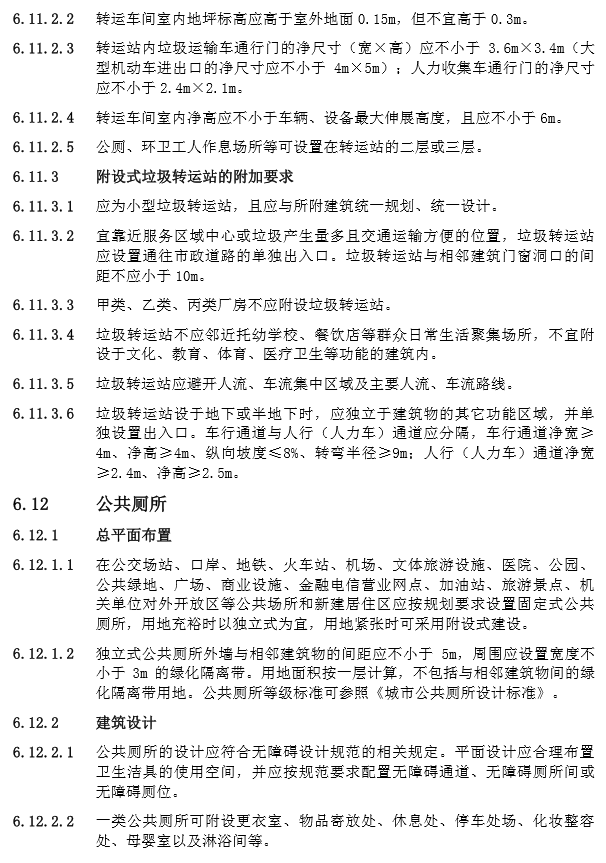 6.11.2.2 转运车间室内地坪标高应高于室外地面 0.15m，但不宜高于 0.3m。
6.11.2.3 转运站内垃圾运输车通行门的净尺寸（宽×高）应不小于 3.6m×3.4m（大
型机动车进出口的净尺寸应不小于 4m×5m）；人力收集车通行门的净尺寸
应不小于 2.4m×2.1m。
6.11.2.4 转运车间室内净高应不小于车辆、设备最大伸展高度，且应不小于 6m。
6.11.2.5 公厕、环卫工人作息场所等可设置在转运站的二层或三层。
6.11.3 附设式垃圾转运站的附加要求
6.11.3.1 应为小型垃圾转运站，且应与所附建筑统一规划、统一设计。
6.11.3.2 宜靠近服务区域中心或垃圾产生量多且交通运输方便的位置，垃圾转运站
应设置通往市政道路的单独出入口。垃圾转运站与相邻建筑门窗洞口的间
距不应小于 10m。
6.11.3.3 甲类、乙类、丙类厂房不应附设垃圾转运站。
6.11.3.4 垃圾转运站不应邻近托幼学校、餐饮店等群众日常生活聚集场所，不宜附
设于文化、教育、体育、医疗卫生等功能的建筑内。
6.11.3.5 垃圾转运站应避开人流、车流集中区域及主要人流、车流路线。
6.11.3.6 垃圾转运站设于地下或半地下时，应独立于建筑物的其它功能区域，并单
独设置出入口。车行通道与人行（人力车）通道应分隔，车行通道净宽≥
4m、净高≥4m、纵向坡度≤8%、转弯半径≥9m；人行（人力车）通道净宽
≥2.4m、净高≥2.5m。
6.12 公共厕所
6.12.1 总平面布置
6.12.1.1 在公交场站、口岸、地铁、火车站、机场、文体旅游设施、医院、公园、
公共绿地、广场、商业设施、金融电信营业网点、加油站、旅游景点、机
关单位对外开放区等公共场所和新建居住区应按规划要求设置固定式公共
厕所，用地充裕时以独立式为宜，用地紧张时可采用附设式建设。
6.12.1.2 独立式公共厕所外墙与相邻建筑物的间距应不小于 5m，周围应设置宽度不
小于 3m 的绿化隔离带。用地面积按一层计算，不包括与相邻建筑物间的绿
化隔离带用地。公共厕所等级标准可参照《城市公共厕所设计标准》。
6.12.2 建筑设计
6.12.2.1 公共厕所的设计应符合无障碍设计规范的相关规定。平面设计应合理布置
卫生洁具的使用空间，并应按规范要求配置无障碍通道、无障碍厕所间或
无障碍厕位。
6.12.2.2 一类公共厕所可附设更衣室、物品寄放处、休息处、停车处场、化妆整容
处、母婴室以及淋浴间等。